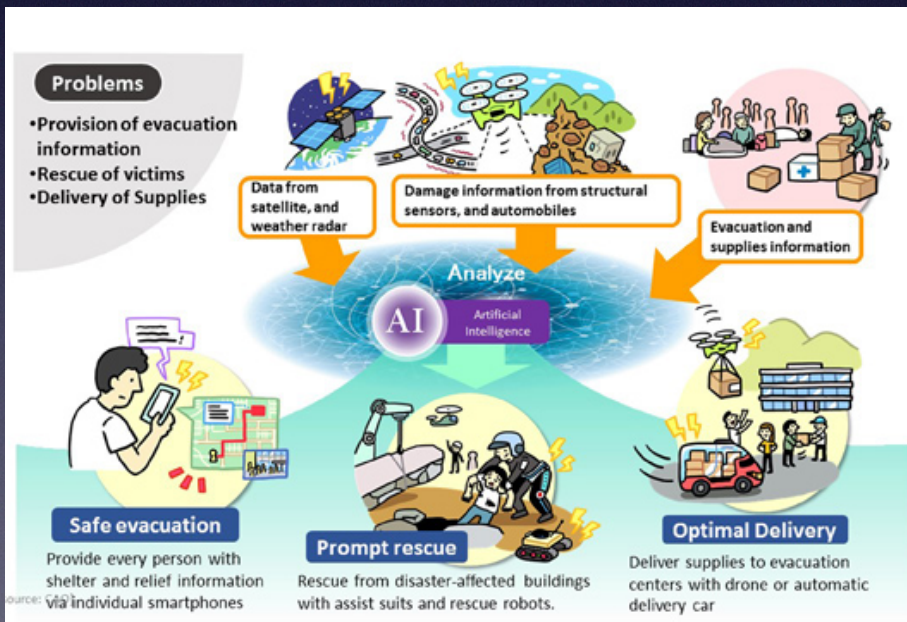 Problems
•Provision of evacuation
information
•Rescue of victims
•Delivery of Supplies
Data from
satellite, and
weather radar
Damage information from structural
sensors, and automobiles
Evacuation and
supplies information
Analyze
AI
Artificial
Intelligence
Safe evacuation
Provide every person with
shelter and relief information
via individual smartphones
Prompt rescue
Rescue from disaster-affected buildings
with assist suits and rescue robots.
Optimal Delivery
Deliver supplies to evacuation
centers with drone or automatic
delivery car
source: